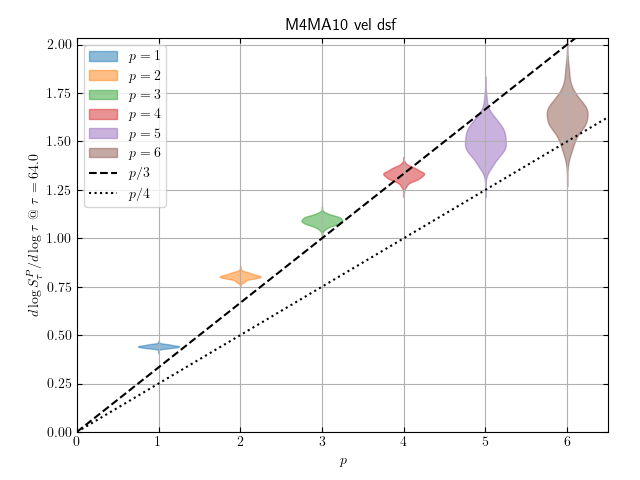 M4MA10 vel dsf
d log S_τ^P / d log τ @ τ = 64.0
2.00
1.75
1.50
1.25
1.00
0.75
0.50
0.25
0.00
p = 1
p = 2
p = 3
p = 4
p = 5
p = 6
p/3
p/4
0 1 2 3 4 5 6
p